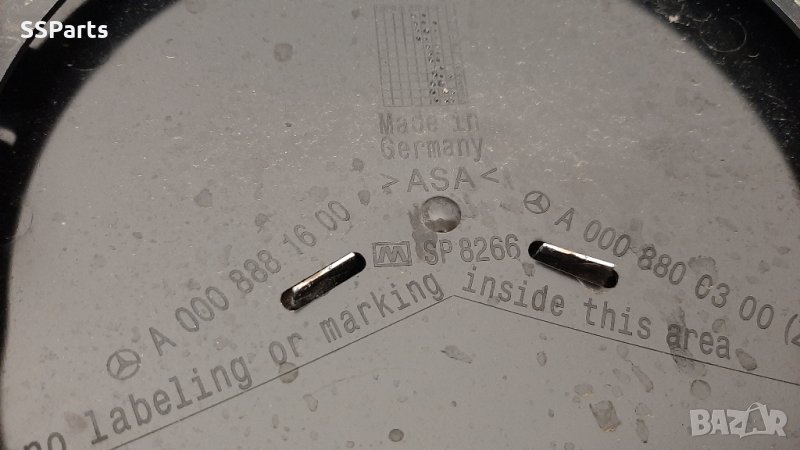 SSParts
Made in
Germany
>ASA<
A 000 888 16 00
A 000 880 03 00
SP 8266
no labeling or marking inside this area
BAZAR